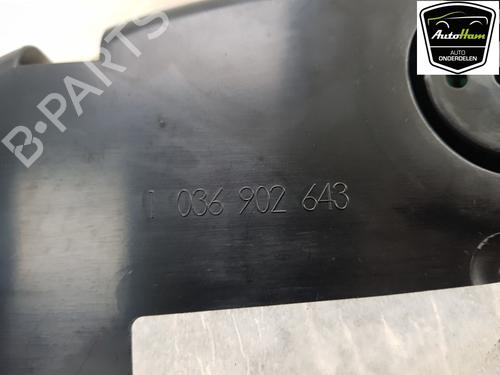 AutoHam
AUTO
ONDERDELEN
B-PARTS
1 036 902 643